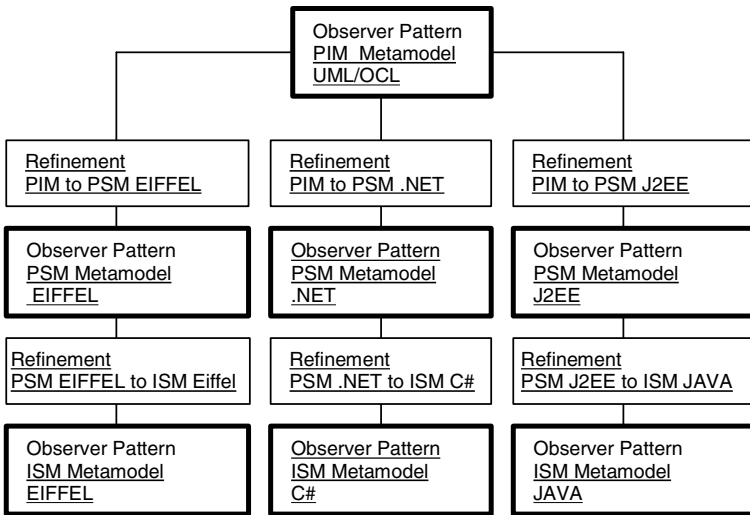 Observer Pattern
PIM Metamodel
UML/OCL
Refinement
PIM to PSM EIFFEL
Refinement
PIM to PSM .NET
Refinement
PIM to PSM J2EE
Observer Pattern
PSM Metamodel
EIFFEL
Observer Pattern
PSM Metamodel
.NET
Observer Pattern
PSM Metamodel
J2EE
Refinement
PSM EIFFEL to ISM Eiffel
Refinement
PSM .NET to ISM C#
Refinement
PSM J2EE to ISM JAVA
Observer Pattern
ISM Metamodel
EIFFEL
Observer Pattern
ISM Metamodel
C#
Observer Pattern
ISM Metamodel
JAVA